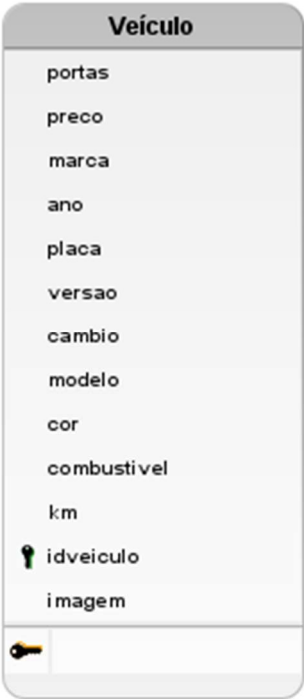 Veículo
portas
preco
marca
ano
placa
versao
cambio
modelo
cor
combustivel
km
idveiculo
imagem